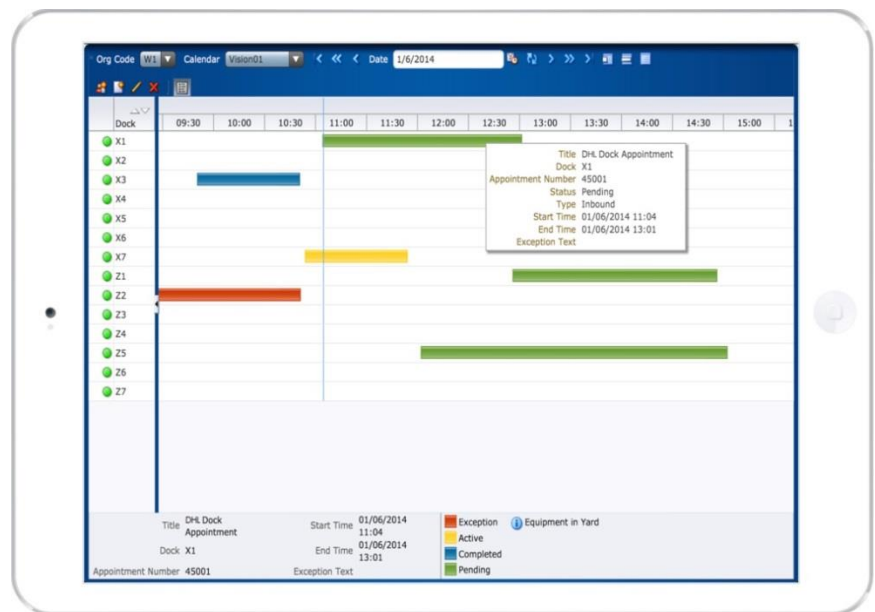 Org Code W1 Calendar Vision01 Date 1/6/2014
Dock 09:30 10:00 10:30 11:00 11:30 12:00 12:30 13:00 13:30 14:00 14:30 15:00 1
X1
X2
X3
X4
X5
X6
X7
Z1
Z2
Z3
Z4
Z5
Z6
Z7
Title DHL Dock Appointment
Dock X1
Appointment Number 45001
Status Pending
Type Inbound
Start Time 01/06/2014 11:04
End Time 01/06/2014 13:01
Exception Text
Title DHL Dock
Appointment
Dock X1
Appointment Number 45001
Start Time 01/06/2014
11:04
End Time 01/06/2014
13:01
Exception Text
Exception
Active
Completed
Pending
Equipment in Yard